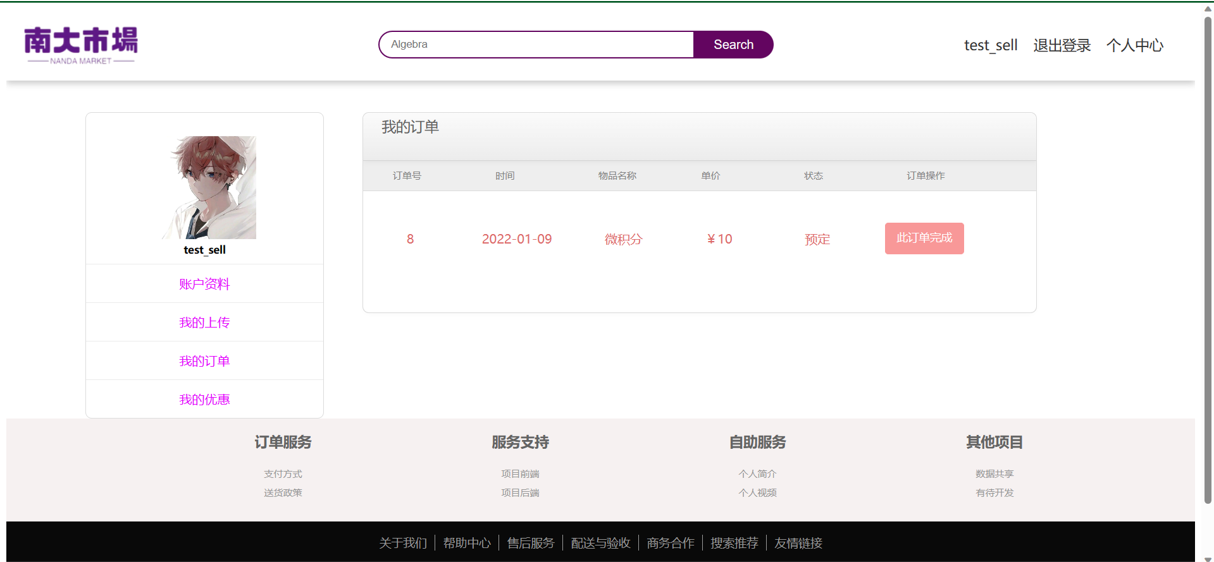 南大市場
NANDA MARKET
Algebra
Search
test_sell 退出登录 个人中心
我的订单
订单号 时间 物品名称 单价 状态 订单操作
8 2022-01-09 微积分 ¥10 预定 此订单完成
test_sell
账户资料
我的上传
我的订单
我的优惠
订单服务 服务支持 自助服务 其他项目
支付方式 项目前端 个人简介 数据共享
送货政策 项目后端 个人视频 有待开发
关于我们 帮助中心 售后服务 配送与验收 商务合作 搜索推荐 友情链接